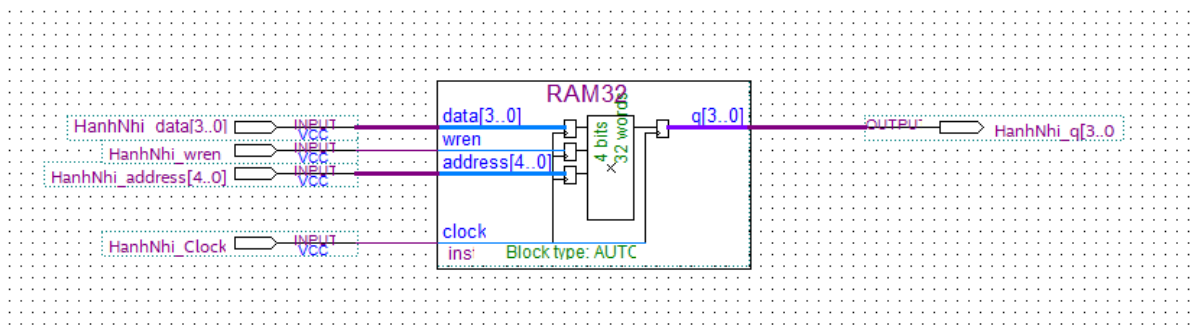 RAM32
HanhNhi_data[3..0]
INPUT
VCC
data[3..0]
q[3..0]
OUTPUT
HanhNhi_q[3..0
HanhNhi_wren
INPUT
VCC
wren
HanhNhi_address[4..0]
INPUT
VCC
address[4..0]
4 bits
32 words
HanhNhi_Clock
INPUT
VCC
clock
ins
Block type: AUTO